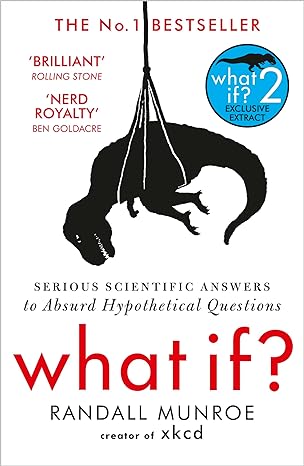 THE No.1 BESTSELLER
‘BRILLIANT’
ROLLING STONE
‘NERD
ROYALTY’
BEN GOLDACRE
what
if? 2
EXCLUSIVE
EXTRACT
SERIOUS SCIENTIFIC ANSWERS
to Absurd Hypothetical Questions
what if?
RANDALL MUNROE
creator of xkcd